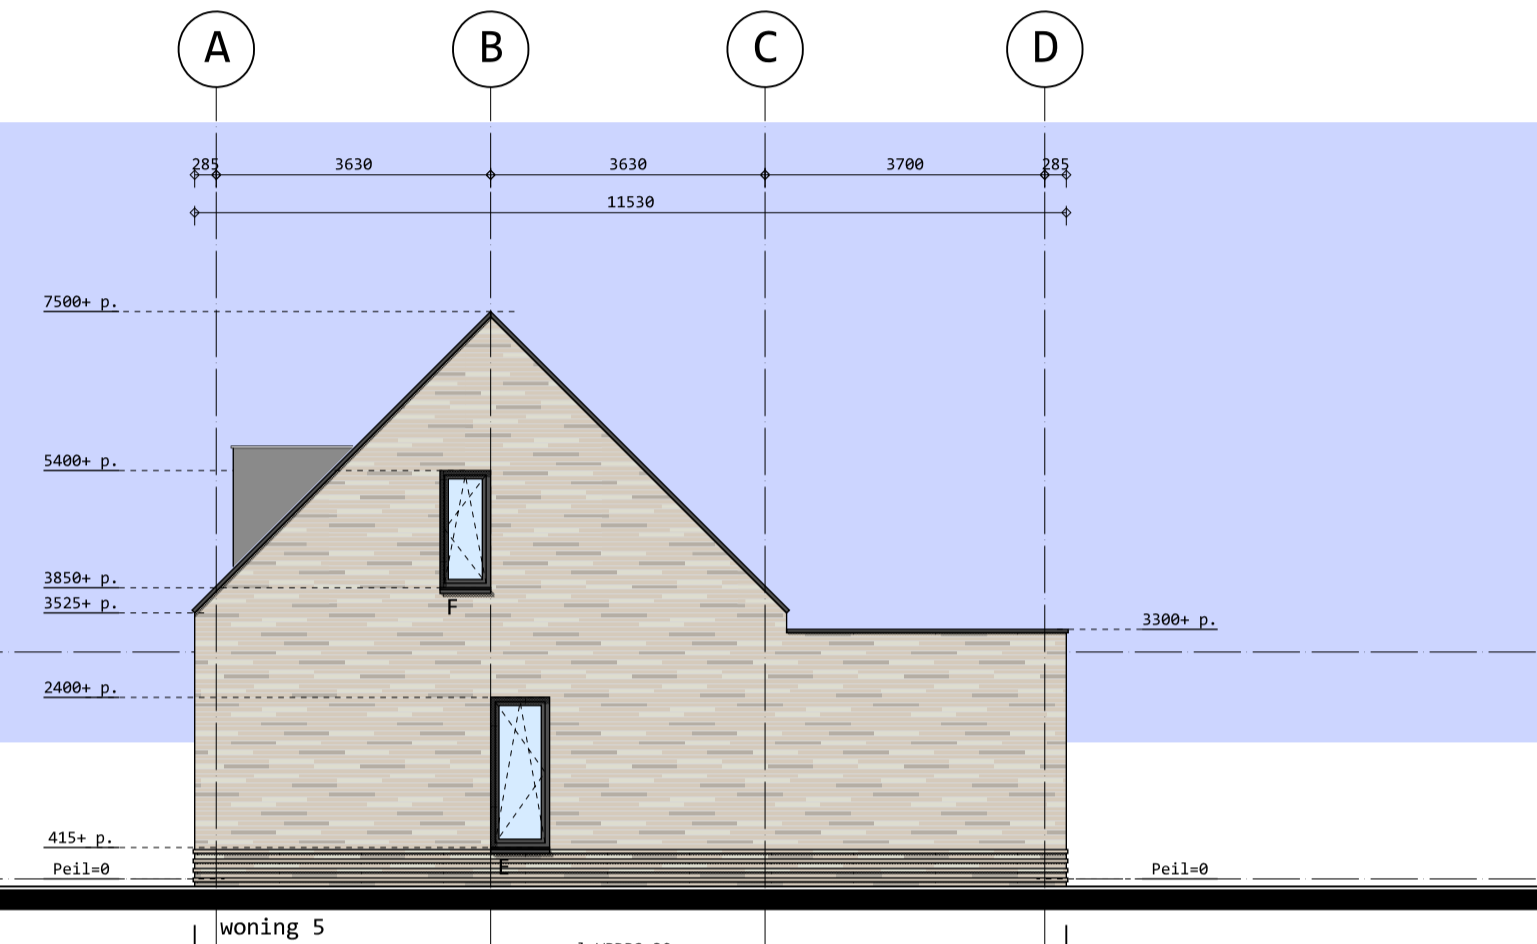 A B C D
285 3630 3630 3700 285
11530
7500+ p.
5400+ p.
3850+ p.
F
3525+ p.
3300+ p.
2400+ p.
415+ p.
E
Peil=0 Peil=0
woning 5